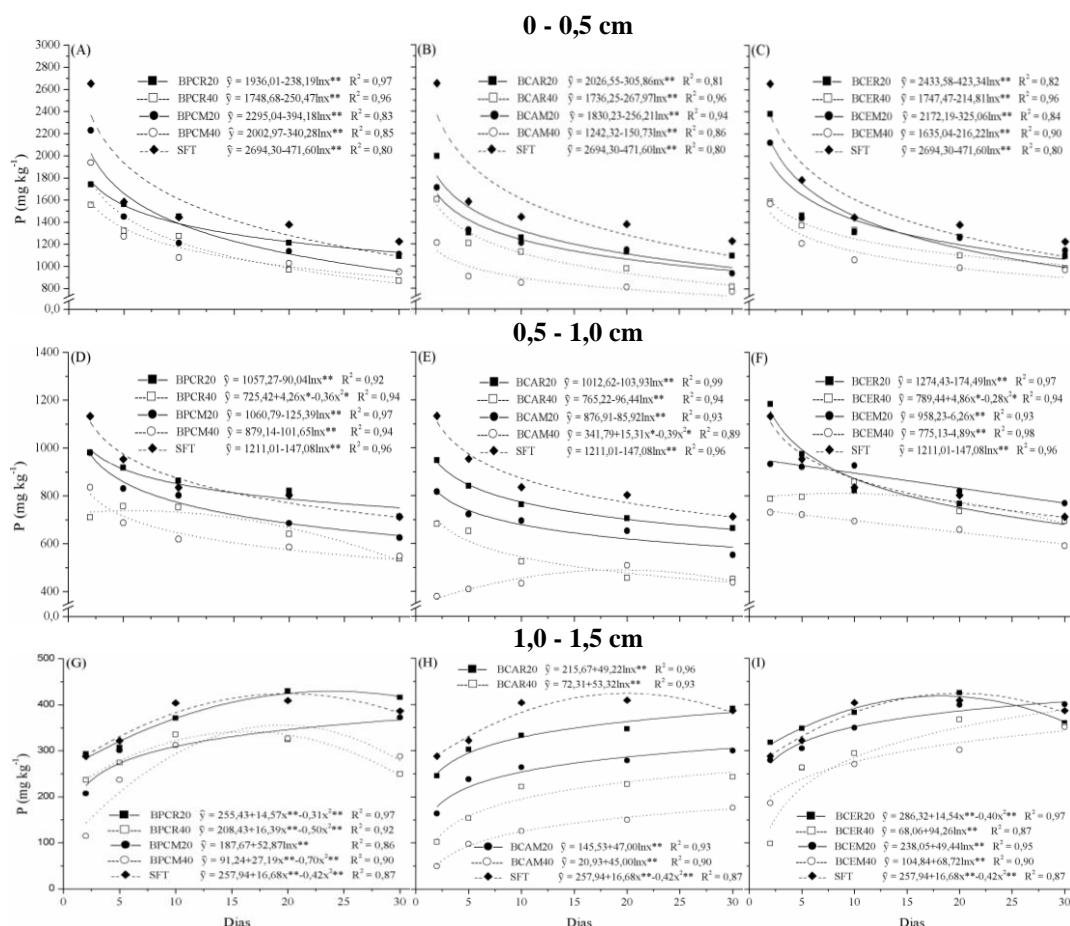 0 - 0,5 cm
P (mg kg⁻¹)
3000
2800
2600
2400
2200
2000
1800
1600
1400
1200
1000
800
0,0
(A)
BPCR20 ŷ = 1936,01-238,19lnx** R² = 0,97
BPCR40 ŷ = 1748,68-250,47lnx** R² = 0,96
BPCM20 ŷ = 2295,04-394,18lnx** R² = 0,83
BPCM40 ŷ = 2002,97-340,28lnx** R² = 0,85
SFT ŷ = 2694,30-471,60lnx** R² = 0,80
(B)
BCAR20 ŷ = 2026,55-305,86lnx** R² = 0,81
BCAR40 ŷ = 1736,25-267,97lnx** R² = 0,96
BCAM20 ŷ = 1830,23-256,21lnx** R² = 0,94
BCAM40 ŷ = 1242,32-150,73lnx** R² = 0,86
SFT ŷ = 2694,30-471,60lnx** R² = 0,80
(C)
BCER20 ŷ = 2433,58-423,34lnx** R² = 0,82
BCER40 ŷ = 1747,47-214,81lnx** R² = 0,96
BCEM20 ŷ = 2172,19-325,06lnx** R² = 0,84
BCEM40 ŷ = 1635,04-216,22lnx** R² = 0,90
SFT ŷ = 2694,30-471,60lnx** R² = 0,80
0,5 - 1,0 cm
P (mg kg⁻¹)
1400
1200
1000
800
600
400
0,0
(D)
BPCR20 ŷ = 1057,27-90,04lnx** R² = 0,92
BPCR40 ŷ = 725,42+4,26x*-0,36x²* R² = 0,94
BPCM20 ŷ = 1060,79-125,39lnx** R² = 0,97
BPCM40 ŷ = 879,14-101,65lnx** R² = 0,94
SFT ŷ = 1211,01-147,08lnx** R² = 0,96
(E)
BCAR20 ŷ = 1012,62-103,93lnx** R² = 0,99
BCAR40 ŷ = 765,22-96,44lnx** R² = 0,94
BCAM20 ŷ = 876,91-85,92lnx** R² = 0,93
BCAM40 ŷ = 341,79+15,31x*-0,39x²* R² = 0,89
SFT ŷ = 1211,01-147,08lnx** R² = 0,96
(F)
BCER20 ŷ = 1274,43-174,49lnx** R² = 0,97
BCER40 ŷ = 789,44+4,86x*-0,28x²* R² = 0,94
BCEM20 ŷ = 958,23-6,26x** R² = 0,93
BCEM40 ŷ = 775,13-4,89x** R² = 0,98
SFT ŷ = 1211,01-147,08lnx** R² = 0,96
1,0 - 1,5 cm
P (mg kg⁻¹)
500
400
300
200
100
0
(G)
BPCR20 ŷ = 255,43+14,57x**-0,31x²** R² = 0,97
BPCR40 ŷ = 208,43+16,39x**-0,50x²** R² = 0,92
BPCM20 ŷ = 187,67+52,87lnx** R² = 0,86
BPCM40 ŷ = 91,24+27,19x**-0,70x²** R² = 0,90
SFT ŷ = 257,94+16,68x**-0,42x²** R² = 0,87
(H)
BCAR20 ŷ = 215,67+49,22lnx** R² = 0,96
BCAR40 ŷ = 72,31+53,32lnx** R² = 0,93
BCAM20 ŷ = 145,53+47,00lnx** R² = 0,93
BCAM40 ŷ = 20,93+45,00lnx** R² = 0,90
SFT ŷ = 257,94+16,68x**-0,42x²** R² = 0,87
(I)
BCER20 ŷ = 286,32+14,54x**-0,40x²** R² = 0,97
BCER40 ŷ = 68,06+94,26lnx** R² = 0,87
BCEM20 ŷ = 238,05+49,44lnx** R² = 0,95
BCEM40 ŷ = 104,84+68,72lnx** R² = 0,90
SFT ŷ = 257,94+16,68x**-0,42x²** R² = 0,87
0 5 10 15 20 25 30 0 5 10 15 20 25 30 0 5 10 15 20 25 30
Dias Dias Dias